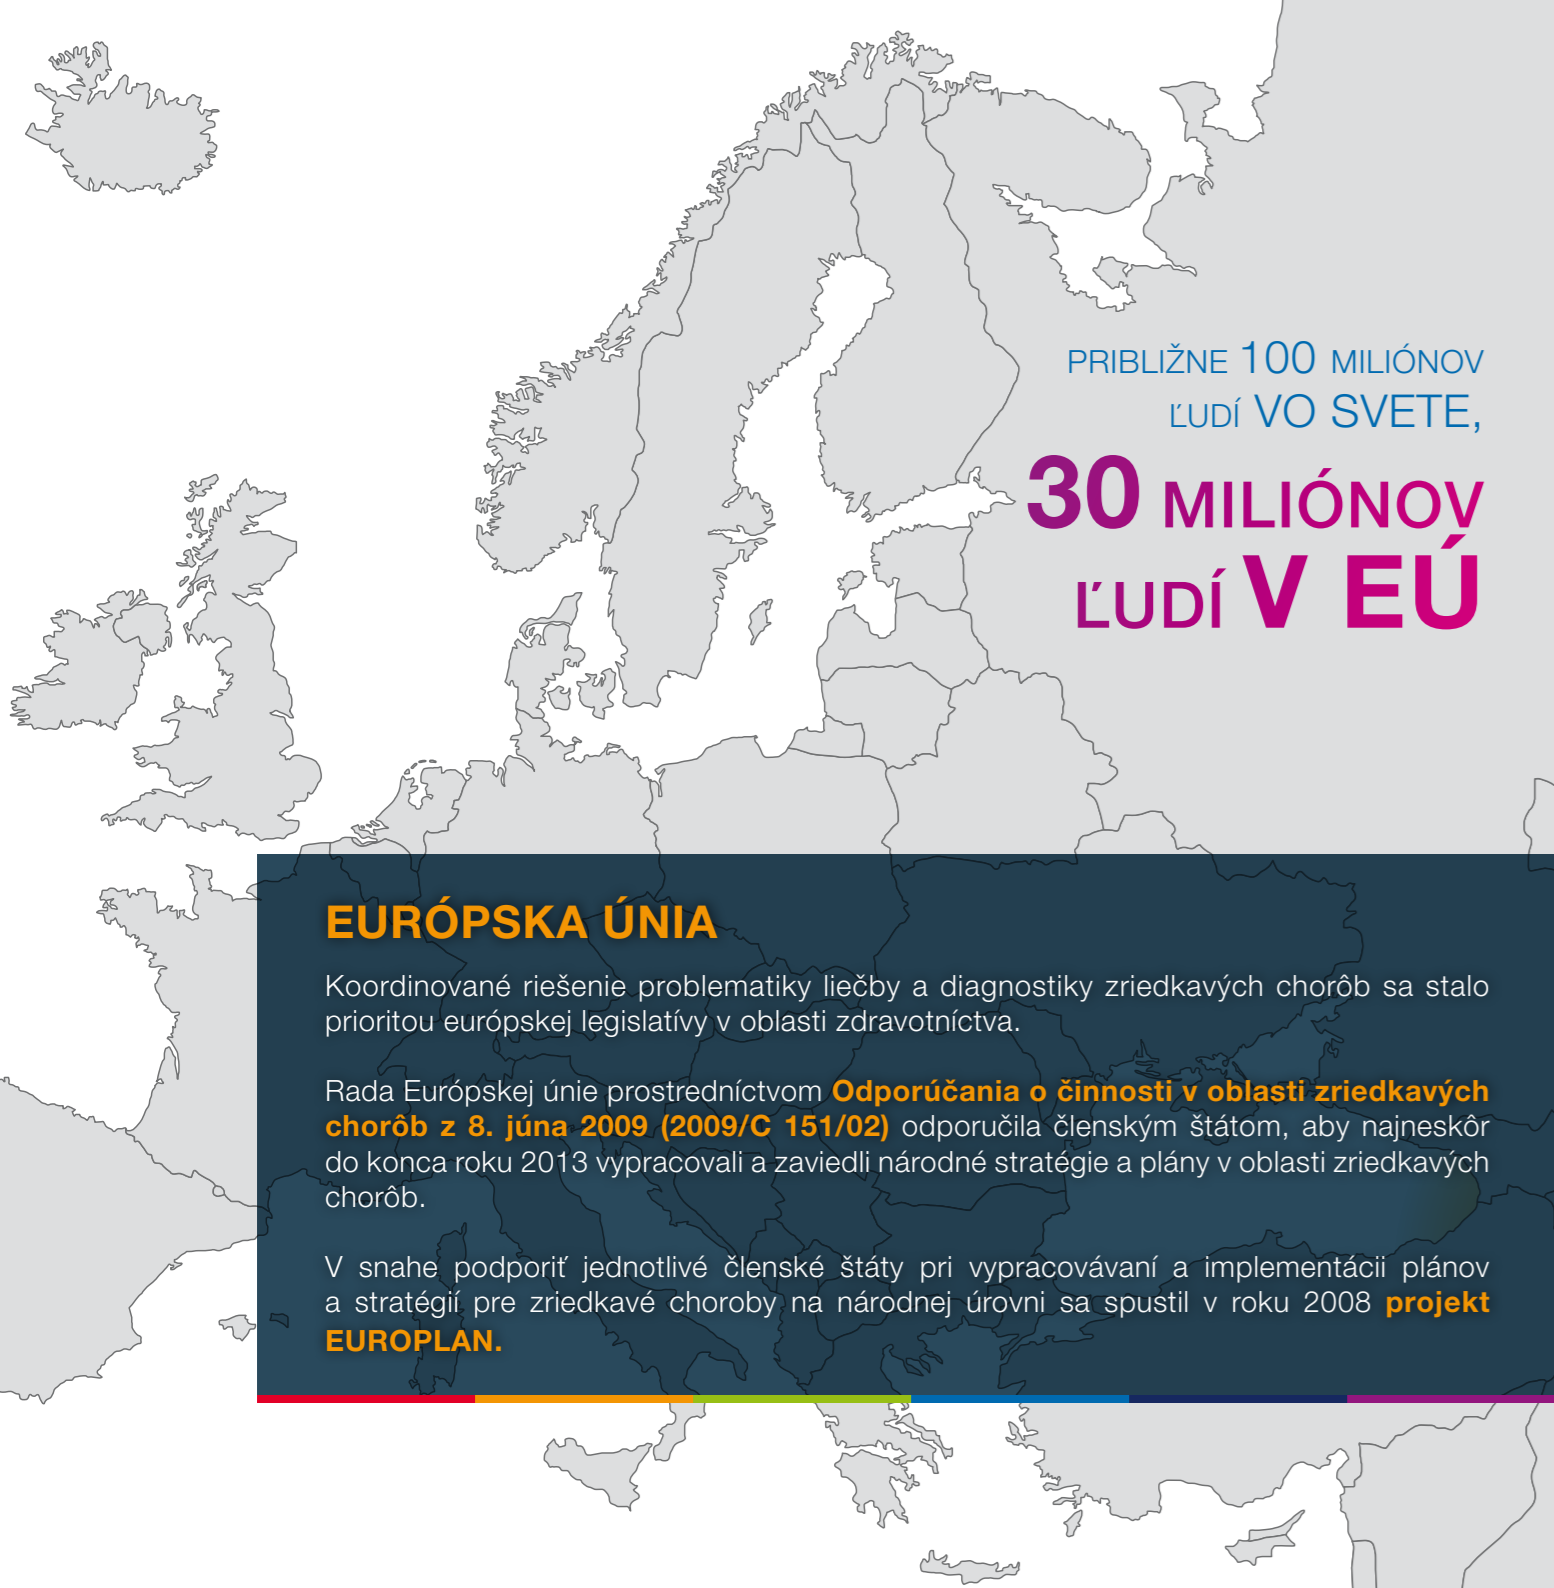 PRIBLIŽNE 100 MILIÓNOV
ĽUDÍ VO SVETE,
30 MILIÓNOV
ĽUDÍ V EÚ
EURÓPSKA ÚNIA
Koordinované riešenie problematiky liečby a diagnostiky zriedkavých chorôb sa stalo
prioritou európskej legislatívy v oblasti zdravotníctva.
Rada Európskej únie prostredníctvom Odporúčania o činnosti v oblasti zriedkavých
chorôb z 8. júna 2009 (2009/C 151/02) odporučila členským štátom, aby najneskôr
do konca roku 2013 vypracovali a zaviedli národné stratégie a plány v oblasti zriedkavých
chorôb.
V snahe podporiť jednotlivé členské štáty pri vypracovávaní a implementácii plánov
a stratégií pre zriedkavé choroby na národnej úrovni sa spustil v roku 2008 projekt
EUROPLAN.